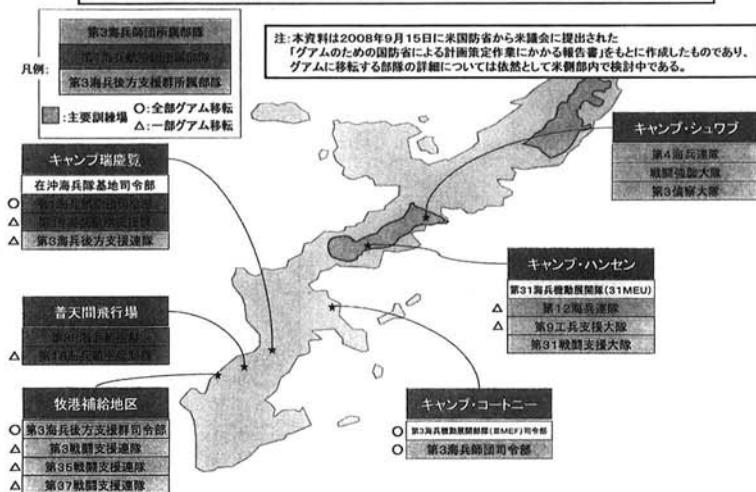 注:本資料は2008年9月15日に米国防省から米議会に提出された
「グアムのための国防省による計画策定作業にかかる報告書」をもとに作成したものであり、
グアムに移転する部隊の詳細については依然として米側部内で検討中である。
凡例:
第3海兵師団所属部隊
第3海兵後方支援群所属部隊
:主要訓練場
○:全部グアム移転
△:一部グアム移転
キャンプ瑞慶覧
在沖海兵隊基地司令部
○
△
△ 第3海兵後方支援連隊
キャンプ・シュワブ
第4海兵連隊
戦闘強襲大隊
第3偵察大隊
キャンプ・ハンセン
第31海兵機動展開隊(31MEU)
△ 第12海兵連隊
△ 第9工兵支援大隊
第31戦闘支援大隊
普天間飛行場
△
牧港補給地区
○ 第3海兵後方支援群司令部
△ 第3戦闘支援連隊
△ 第35戦闘支援連隊
△ 第37戦闘支援連隊
キャンプ・コートニー
○ 第3海兵機動展開部隊(ⅢMEF)司令部
○ 第3海兵師団司令部